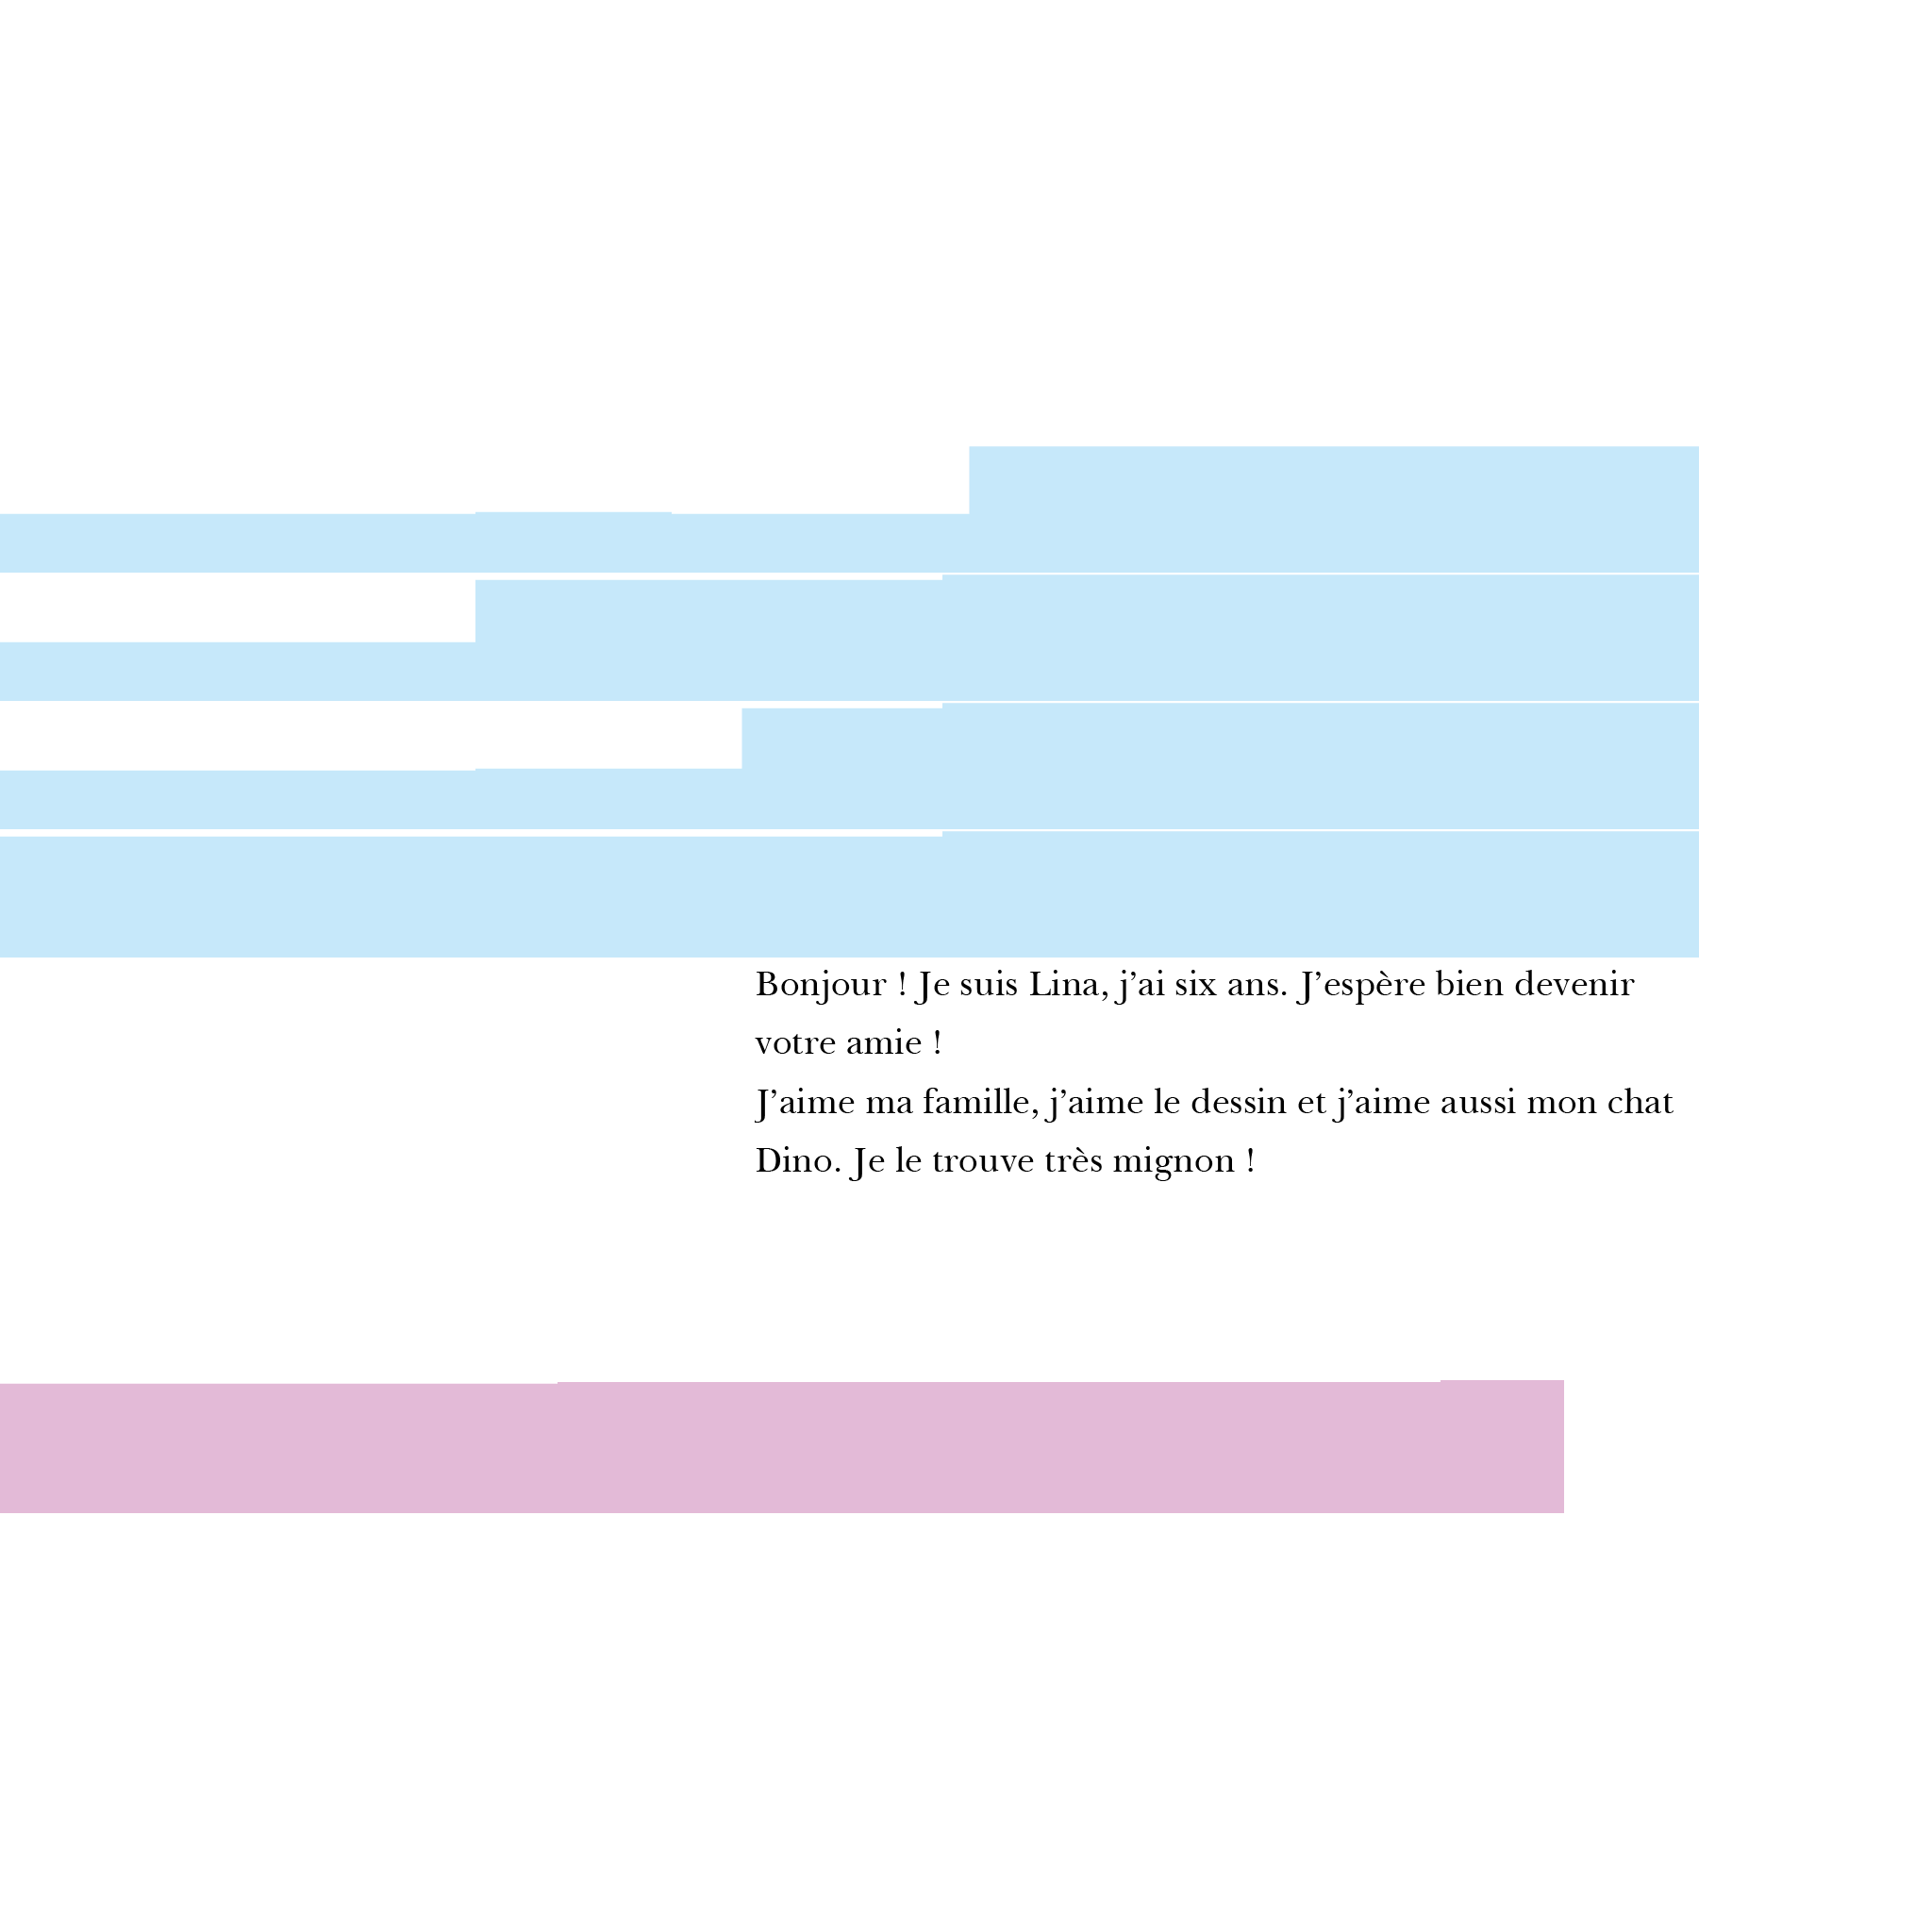 Bonjour ! Je suis Lina, j’ai six ans. J’espère bien devenir
votre amie !
J’aime ma famille, j’aime le dessin et j’aime aussi mon chat
Dino. Je le trouve très mignon !